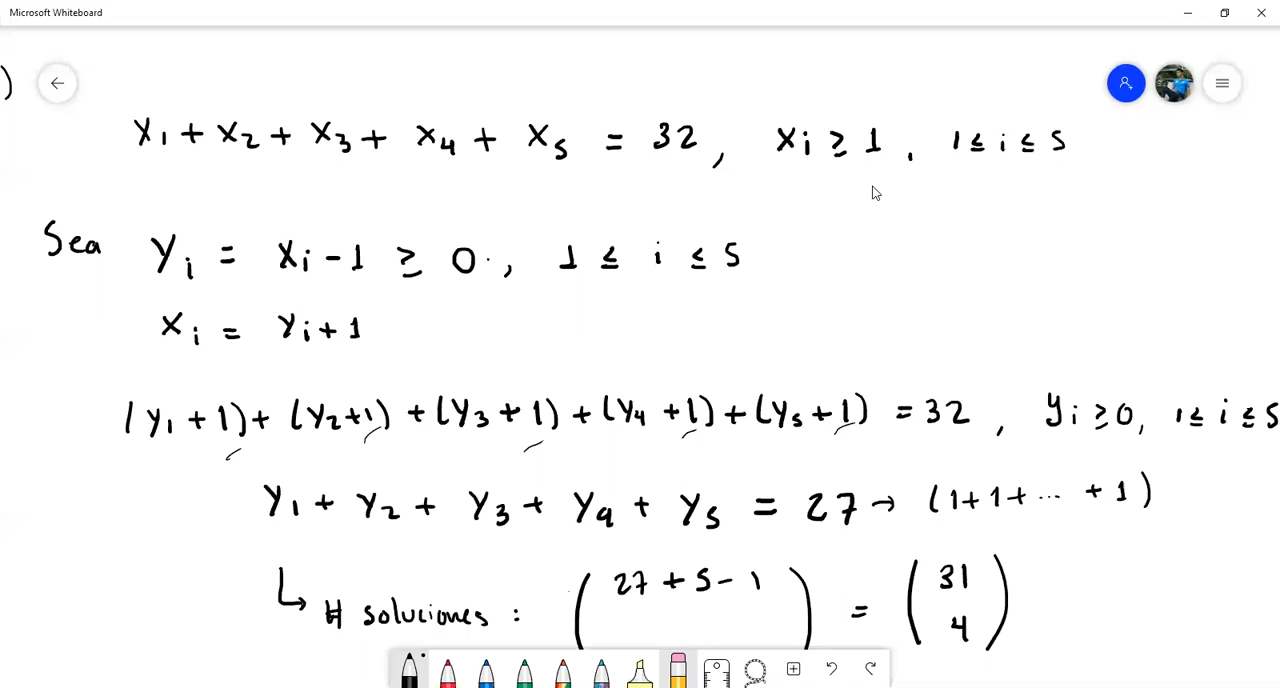 Microsoft Whiteboard
)
x₁ + x₂ + x₃ + x₄ + x₅ = 32, xᵢ ≥ 1, 1 ≤ i ≤ 5
Sea yᵢ = xᵢ - 1 ≥ 0, 1 ≤ i ≤ 5
xᵢ = yᵢ + 1
(y₁ + 1) + (y₂ + 1) + (y₃ + 1) + (y₄ + 1) + (y₅ + 1) = 32, yᵢ ≥ 0, 1 ≤ i ≤ 5
y₁ + y₂ + y₃ + y₄ + y₅ = 27 → (1 + 1 + ... + 1)
↳ # soluciones : (27 + 5 - 1) = (31 4)